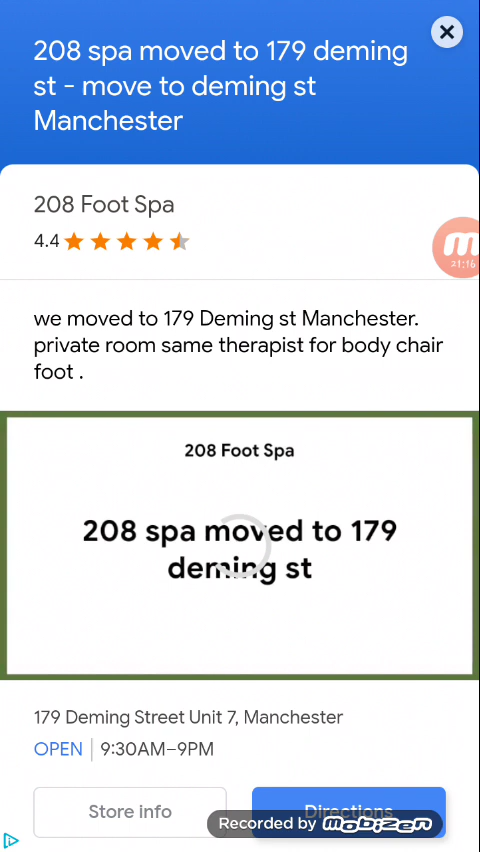 208 spa moved to 179 deming
st - move to deming st
Manchester
208 Foot Spa
4.4
21:16
we moved to 179 Deming st Manchester.
private room same therapist for body chair
foot .
208 Foot Spa
208 spa moved to 179
deming st
179 Deming Street Unit 7, Manchester
OPEN 9:30AM–9PM
Store info
Directions
Recorded by mobizen